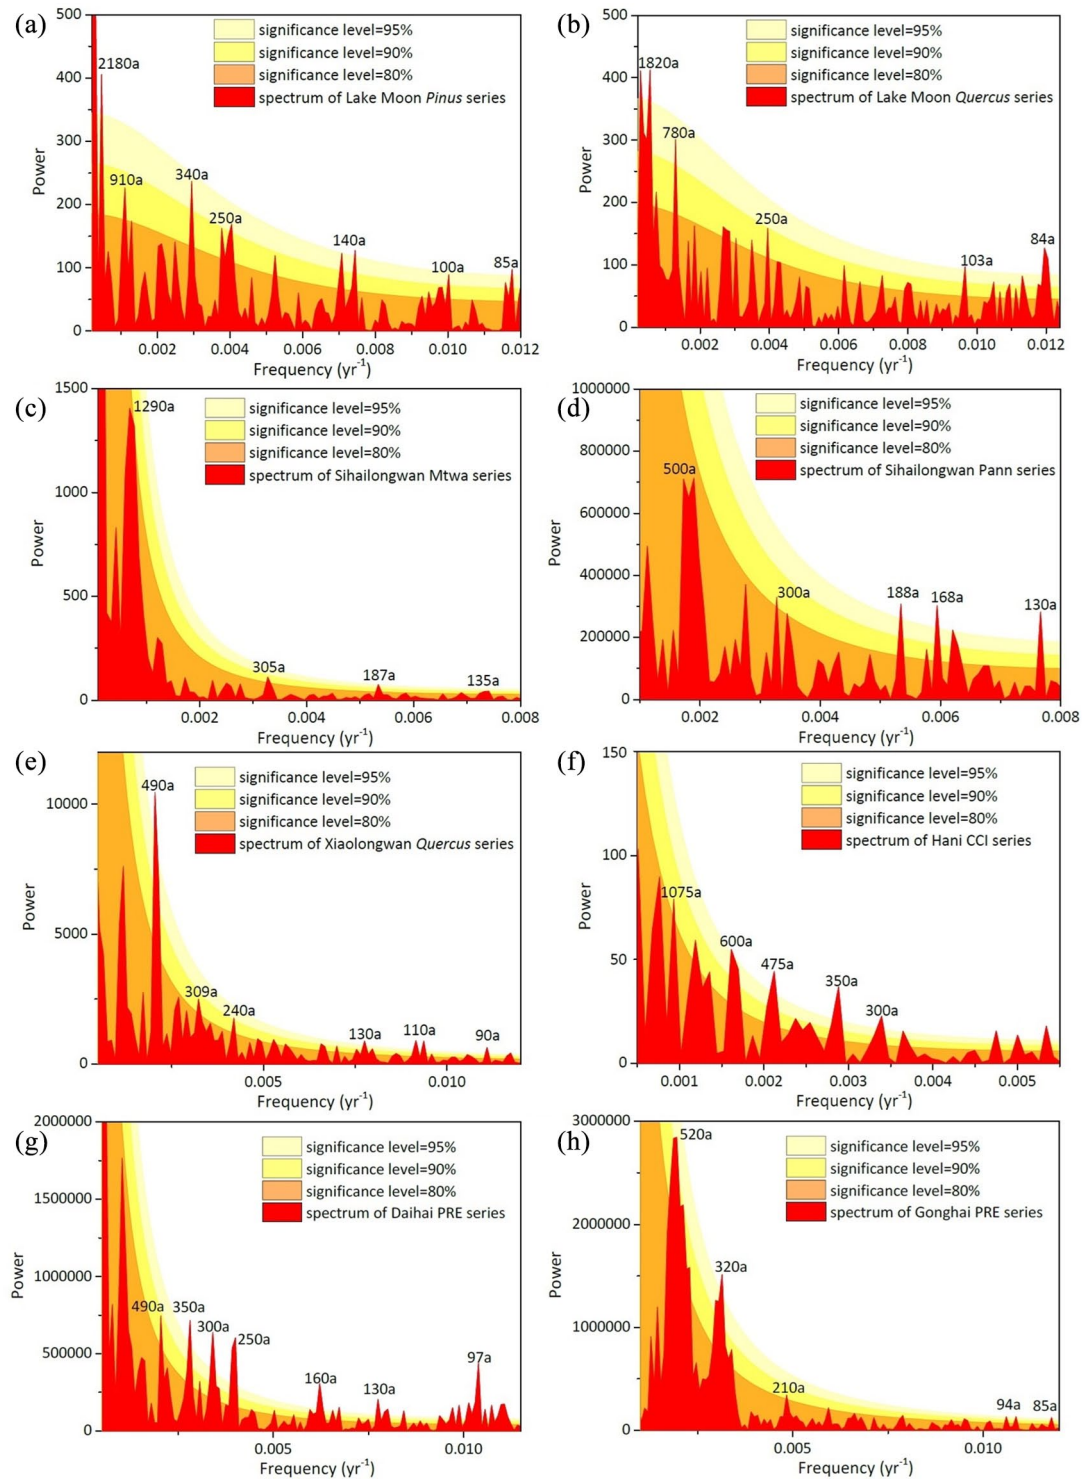 (a)
500
400
300
200
100
0
Power
significance level=95%
significance level=90%
significance level=80%
spectrum of Lake Moon Pinus series
2180a
910a
340a
250a
140a
100a
85a
0.002
0.004
0.006
0.008
0.010
0.012
Frequency (yr-1)
(b)
500
400
300
200
100
0
Power
significance level=95%
significance level=90%
significance level=80%
spectrum of Lake Moon Quercus series
1820a
780a
250a
103a
84a
0.002
0.004
0.006
0.008
0.010
0.012
Frequency (yr-1)
(c)
1500
1000
500
0
Power
significance level=95%
significance level=90%
significance level=80%
spectrum of Sihailongwan Mtwa series
1290a
305a
187a
135a
0.002
0.004
0.006
0.008
Frequency (yr-1)
(d)
1000000
800000
600000
400000
200000
0
Power
significance level=95%
significance level=90%
significance level=80%
spectrum of Sihailongwan Pann series
500a
300a
188a
168a
130a
0.002
0.004
0.006
0.008
Frequency (yr-1)
(e)
10000
5000
0
Power
significance level=95%
significance level=90%
significance level=80%
spectrum of Xiaolongwan Quercus series
490a
309a
240a
130a
110a
90a
0.005
0.010
Frequency (yr-1)
(f)
150
100
50
0
Power
significance level=95%
significance level=90%
significance level=80%
spectrum of Hani CCI series
1075a
600a
475a
350a
300a
0.001
0.002
0.003
0.004
0.005
Frequency (yr-1)
(g)
2000000
1500000
1000000
500000
0
Power
significance level=95%
significance level=90%
significance level=80%
spectrum of Daihai PRE series
490a
350a
300a
250a
160a
130a
97a
0.005
0.010
Frequency (yr-1)
(h)
3000000
2000000
1000000
0
Power
significance level=95%
significance level=90%
significance level=80%
spectrum of Gonghai PRE series
520a
320a
210a
94a
85a
0.005
0.010
Frequency (yr-1)